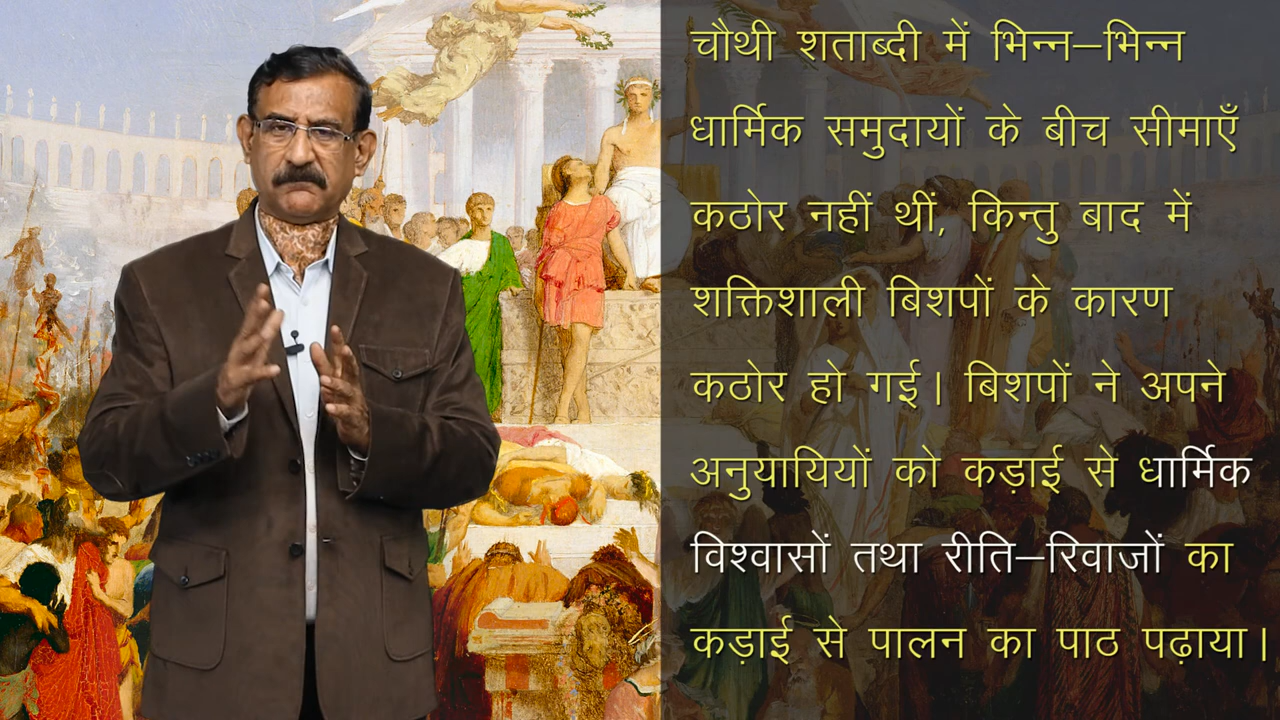 चौथी शताब्दी में भिन्न–भिन्न
धार्मिक समुदायों के बीच सीमाएँ
कठोर नहीं थीं, किन्तु बाद में
शक्तिशाली बिशपों के कारण
कठोर हो गई। बिशपों ने अपने
अनुयायियों को कड़ाई से धार्मिक
विश्वासों तथा रीति–रिवाजों का
कड़ाई से पालन का पाठ पढ़ाया।